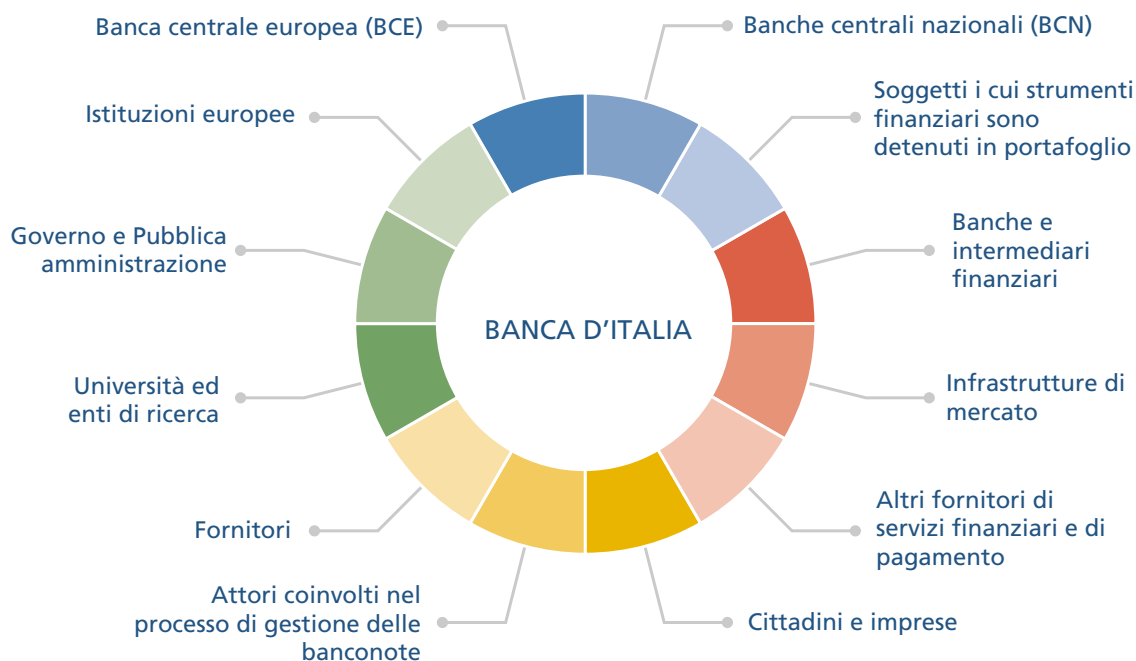 Banca centrale europea (BCE)
Banche centrali nazionali (BCN)
Istituzioni europee
Soggetti i cui strumenti
finanziari sono
detenuti in portafoglio
Governo e Pubblica
amministrazione
Banche e
intermediari
finanziari
BANCA D'ITALIA
Università ed
enti di ricerca
Infrastrutture di
mercato
Fornitori
Altri fornitori di
servizi finanziari e di
pagamento
Attori coinvolti nel
processo di gestione delle
banconote
Cittadini e imprese